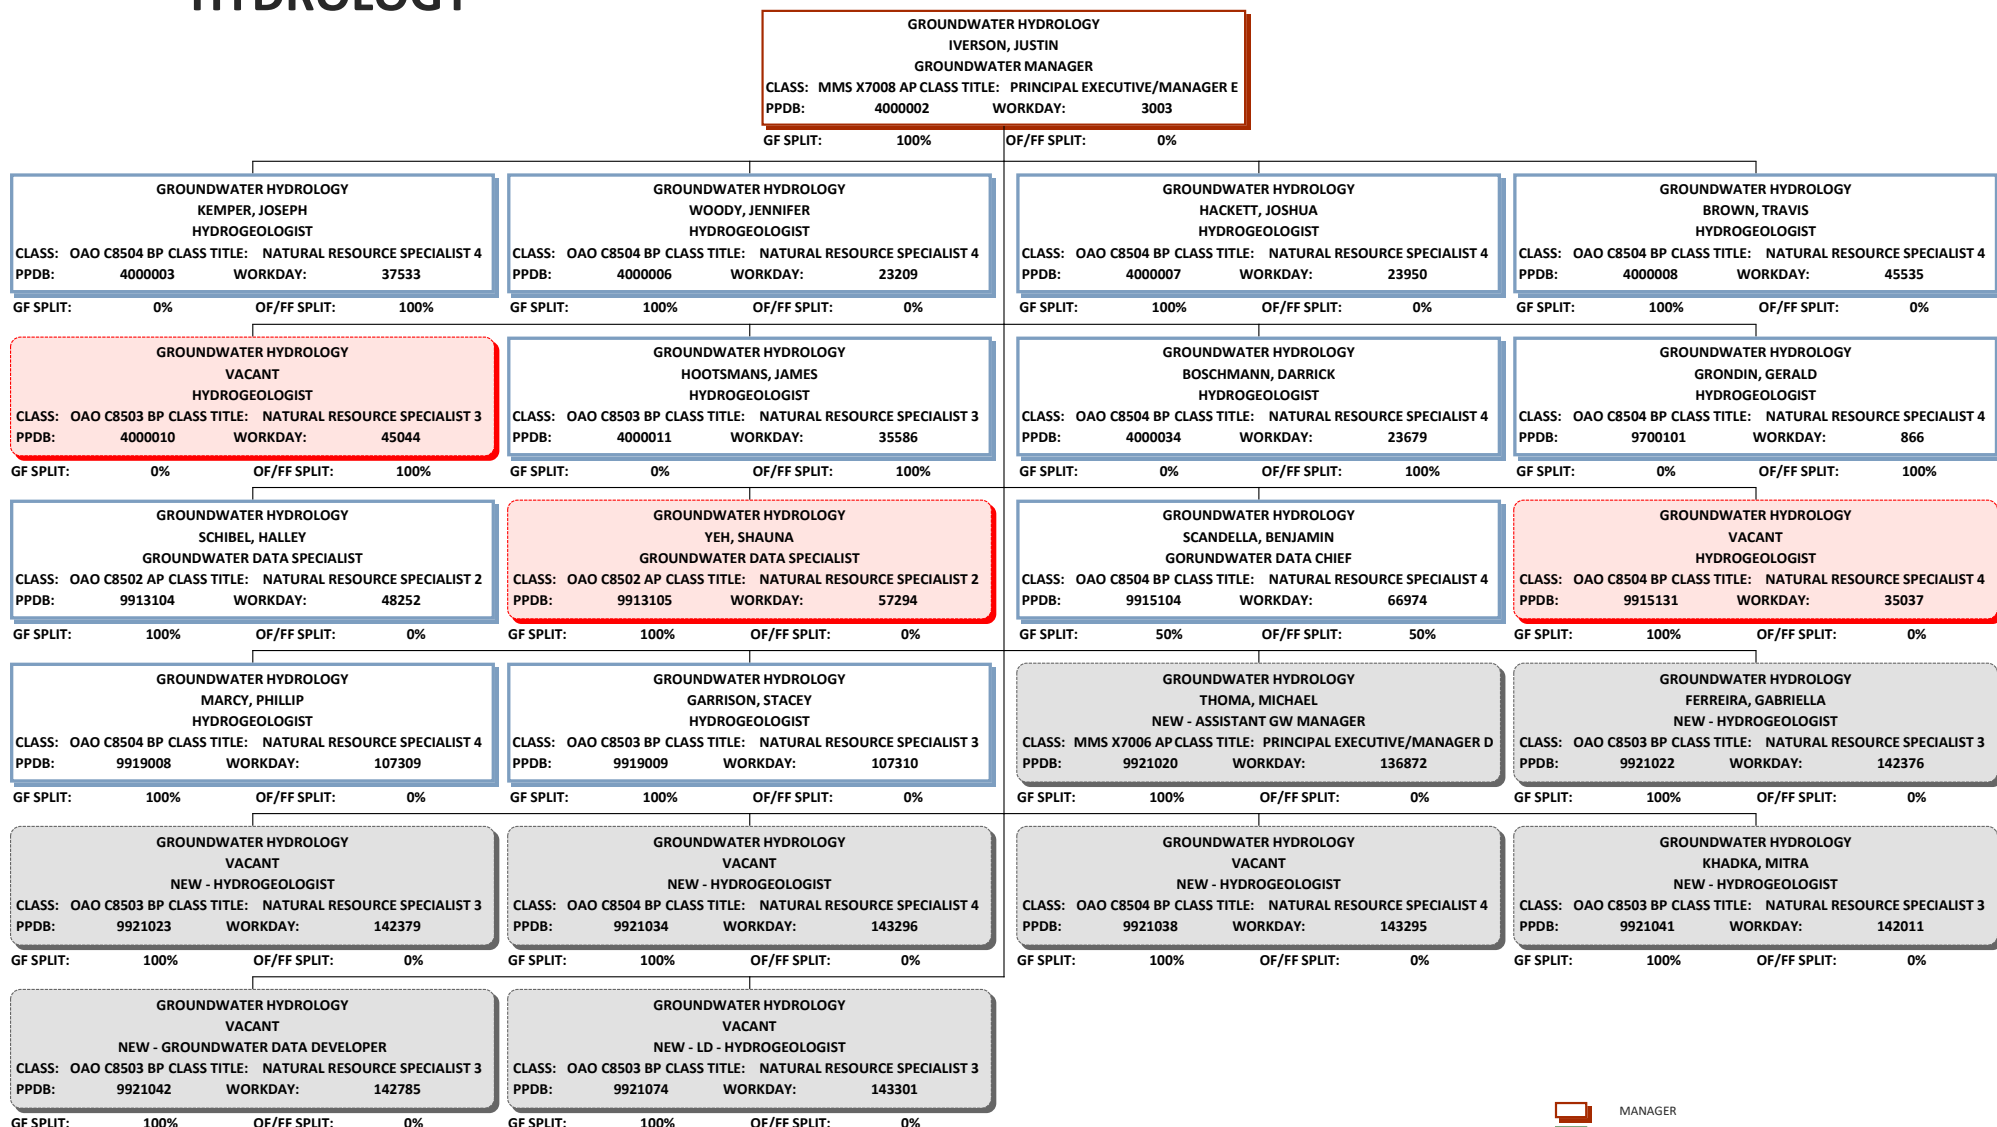 HYDROLOGY
GROUNDWATER HYDROLOGY
IVERSON, JUSTIN
GROUNDWATER MANAGER
CLASS: MMS X7008 AP CLASS TITLE: PRINCIPAL EXECUTIVE/MANAGER E
PPDB: 4000002 WORKDAY: 3003
GF SPLIT: 100% OF/FF SPLIT: 0%
GROUNDWATER HYDROLOGY
KEMPER, JOSEPH
HYDROGEOLOGIST
CLASS: OAO C8504 BP CLASS TITLE: NATURAL RESOURCE SPECIALIST 4
PPDB: 4000003 WORKDAY: 37533
GF SPLIT: 0% OF/FF SPLIT: 100%
GROUNDWATER HYDROLOGY
WOODY, JENNIFER
HYDROGEOLOGIST
CLASS: OAO C8504 BP CLASS TITLE: NATURAL RESOURCE SPECIALIST 4
PPDB: 4000006 WORKDAY: 23209
GF SPLIT: 100% OF/FF SPLIT: 0%
GROUNDWATER HYDROLOGY
HACKETT, JOSHUA
HYDROGEOLOGIST
CLASS: OAO C8504 BP CLASS TITLE: NATURAL RESOURCE SPECIALIST 4
PPDB: 4000007 WORKDAY: 23950
GF SPLIT: 100% OF/FF SPLIT: 0%
GROUNDWATER HYDROLOGY
BROWN, TRAVIS
HYDROGEOLOGIST
CLASS: OAO C8504 BP CLASS TITLE: NATURAL RESOURCE SPECIALIST 4
PPDB: 4000008 WORKDAY: 45535
GF SPLIT: 100% OF/FF SPLIT: 0%
GROUNDWATER HYDROLOGY
VACANT
HYDROGEOLOGIST
CLASS: OAO C8503 BP CLASS TITLE: NATURAL RESOURCE SPECIALIST 3
PPDB: 4000010 WORKDAY: 45044
GF SPLIT: 0% OF/FF SPLIT: 100%
GROUNDWATER HYDROLOGY
HOOTSMANS, JAMES
HYDROGEOLOGIST
CLASS: OAO C8503 BP CLASS TITLE: NATURAL RESOURCE SPECIALIST 3
PPDB: 4000011 WORKDAY: 35586
GF SPLIT: 0% OF/FF SPLIT: 100%
GROUNDWATER HYDROLOGY
BOSCHMANN, DARRICK
HYDROGEOLOGIST
CLASS: OAO C8504 BP CLASS TITLE: NATURAL RESOURCE SPECIALIST 4
PPDB: 4000034 WORKDAY: 23679
GF SPLIT: 0% OF/FF SPLIT: 100%
GROUNDWATER HYDROLOGY
GRONDIN, GERALD
HYDROGEOLOGIST
CLASS: OAO C8504 BP CLASS TITLE: NATURAL RESOURCE SPECIALIST 4
PPDB: 9700101 WORKDAY: 866
GF SPLIT: 0% OF/FF SPLIT: 100%
GROUNDWATER HYDROLOGY
SCHIBEL, HALLEY
GROUNDWATER DATA SPECIALIST
CLASS: OAO C8502 AP CLASS TITLE: NATURAL RESOURCE SPECIALIST 2
PPDB: 9913104 WORKDAY: 48252
GF SPLIT: 100% OF/FF SPLIT: 0%
GROUNDWATER HYDROLOGY
YEH, SHAUNA
GROUNDWATER DATA SPECIALIST
CLASS: OAO C8502 AP CLASS TITLE: NATURAL RESOURCE SPECIALIST 2
PPDB: 9913105 WORKDAY: 57294
GF SPLIT: 100% OF/FF SPLIT: 0%
GROUNDWATER HYDROLOGY
SCANDELLA, BENJAMIN
GORUNDWATER DATA CHIEF
CLASS: OAO C8504 BP CLASS TITLE: NATURAL RESOURCE SPECIALIST 4
PPDB: 9915104 WORKDAY: 66974
GF SPLIT: 50% OF/FF SPLIT: 50%
GROUNDWATER HYDROLOGY
VACANT
HYDROGEOLOGIST
CLASS: OAO C8504 BP CLASS TITLE: NATURAL RESOURCE SPECIALIST 4
PPDB: 9915131 WORKDAY: 35037
GF SPLIT: 100% OF/FF SPLIT: 0%
GROUNDWATER HYDROLOGY
MARCY, PHILLIP
HYDROGEOLOGIST
CLASS: OAO C8504 BP CLASS TITLE: NATURAL RESOURCE SPECIALIST 4
PPDB: 9919008 WORKDAY: 107309
GF SPLIT: 100% OF/FF SPLIT: 0%
GROUNDWATER HYDROLOGY
GARRISON, STACEY
HYDROGEOLOGIST
CLASS: OAO C8503 BP CLASS TITLE: NATURAL RESOURCE SPECIALIST 3
PPDB: 9919009 WORKDAY: 107310
GF SPLIT: 100% OF/FF SPLIT: 0%
GROUNDWATER HYDROLOGY
THOMA, MICHAEL
NEW - ASSISTANT GW MANAGER
CLASS: MMS X7006 AP CLASS TITLE: PRINCIPAL EXECUTIVE/MANAGER D
PPDB: 9921020 WORKDAY: 136872
GF SPLIT: 100% OF/FF SPLIT: 0%
GROUNDWATER HYDROLOGY
FERREIRA, GABRIELLA
NEW - HYDROGEOLOGIST
CLASS: OAO C8503 BP CLASS TITLE: NATURAL RESOURCE SPECIALIST 3
PPDB: 9921022 WORKDAY: 142376
GF SPLIT: 100% OF/FF SPLIT: 0%
GROUNDWATER HYDROLOGY
VACANT
NEW - HYDROGEOLOGIST
CLASS: OAO C8503 BP CLASS TITLE: NATURAL RESOURCE SPECIALIST 3
PPDB: 9921023 WORKDAY: 142379
GF SPLIT: 100% OF/FF SPLIT: 0%
GROUNDWATER HYDROLOGY
VACANT
NEW - HYDROGEOLOGIST
CLASS: OAO C8504 BP CLASS TITLE: NATURAL RESOURCE SPECIALIST 4
PPDB: 9921034 WORKDAY: 143296
GF SPLIT: 100% OF/FF SPLIT: 0%
GROUNDWATER HYDROLOGY
VACANT
NEW - HYDROGEOLOGIST
CLASS: OAO C8504 BP CLASS TITLE: NATURAL RESOURCE SPECIALIST 4
PPDB: 9921038 WORKDAY: 143295
GF SPLIT: 100% OF/FF SPLIT: 0%
GROUNDWATER HYDROLOGY
KHADKA, MITRA
NEW - HYDROGEOLOGIST
CLASS: OAO C8503 BP CLASS TITLE: NATURAL RESOURCE SPECIALIST 3
PPDB: 9921041 WORKDAY: 142011
GF SPLIT: 100% OF/FF SPLIT: 0%
GROUNDWATER HYDROLOGY
VACANT
NEW - GROUNDWATER DATA DEVELOPER
CLASS: OAO C8503 BP CLASS TITLE: NATURAL RESOURCE SPECIALIST 3
PPDB: 9921042 WORKDAY: 142785
GF SPLIT: 100% OF/FF SPLIT: 0%
GROUNDWATER HYDROLOGY
VACANT
NEW - LD - HYDROGEOLOGIST
CLASS: OAO C8503 BP CLASS TITLE: NATURAL RESOURCE SPECIALIST 3
PPDB: 9921074 WORKDAY: 143301
GF SPLIT: 100% OF/FF SPLIT: 0%
MANAGER